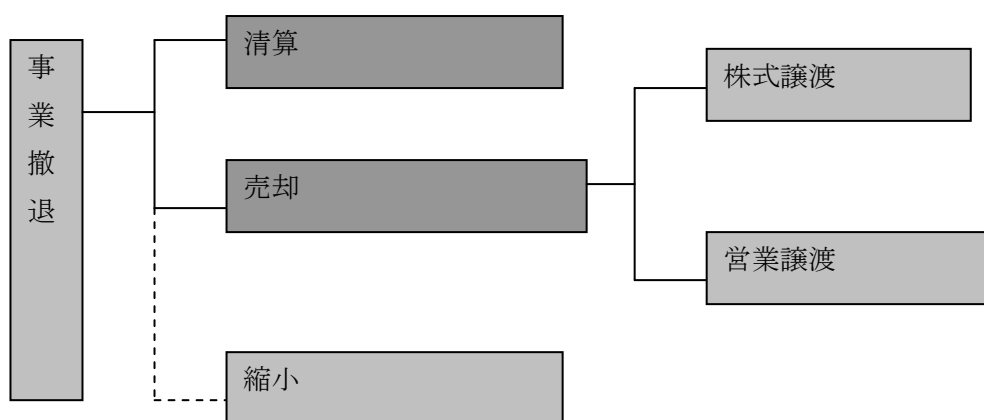 事業撤退
清算
売却
縮小
株式譲渡
営業譲渡